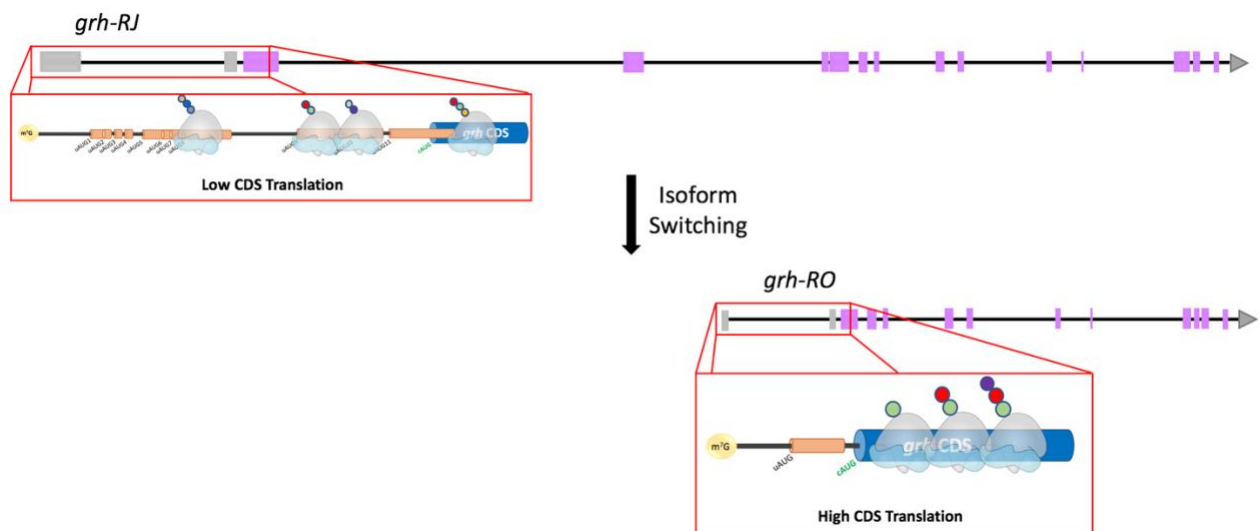 grh-RJ
m⁷G
uAUG1
uAUG2
uAUG3
uAUG4
uAUG5
uAUG6
uAUG7
cAUG
grh CDS
Low CDS Translation
Isoform
Switching
grh-RO
m⁷G
uAUG
cAUG
grh CDS
High CDS Translation